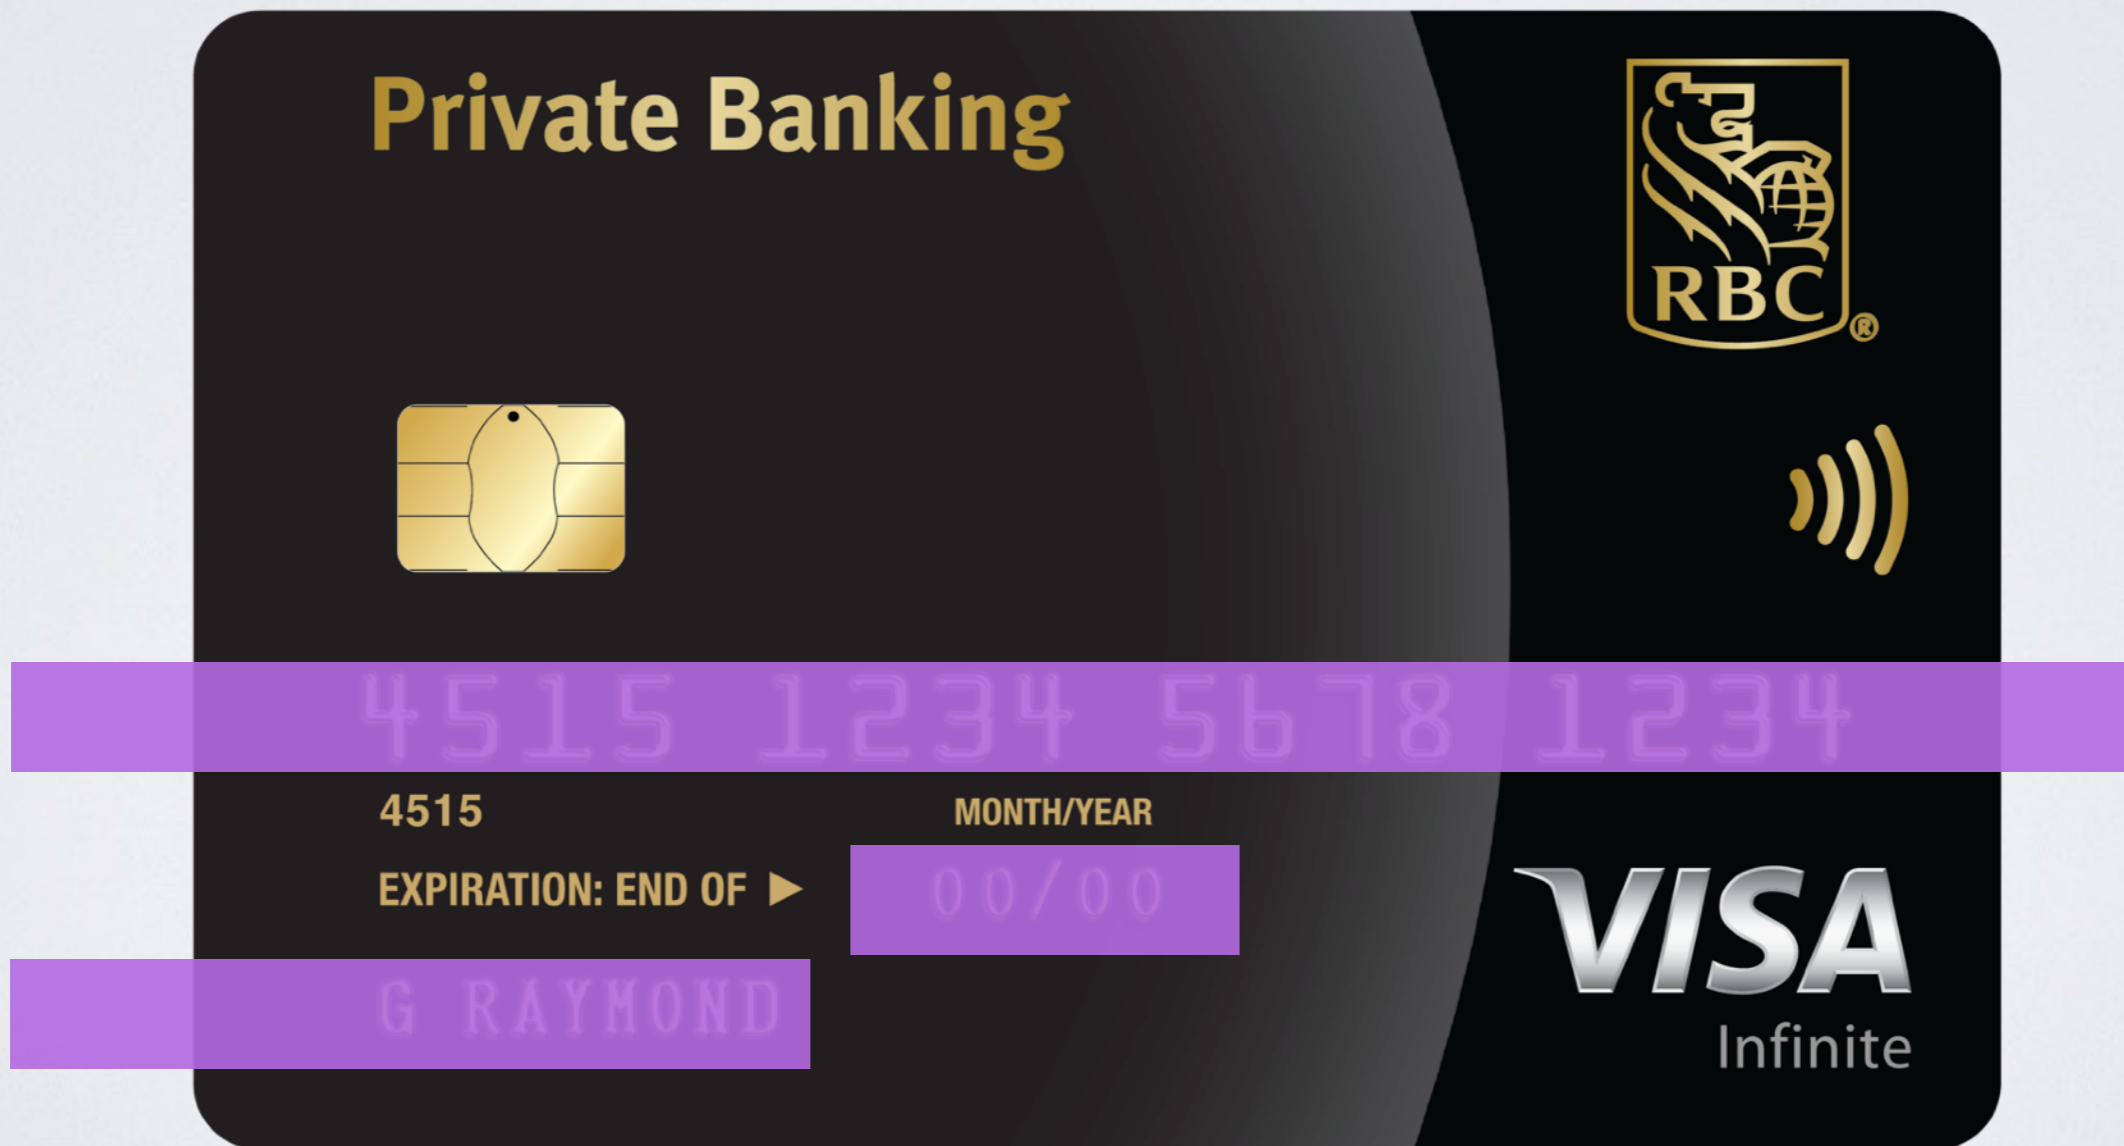 Private Banking
RBC®
4515 1234 5678 1234
4515
MONTH/YEAR
EXPIRATION: END OF ▶
00/00
G RAYMOND
VISA
Infinite